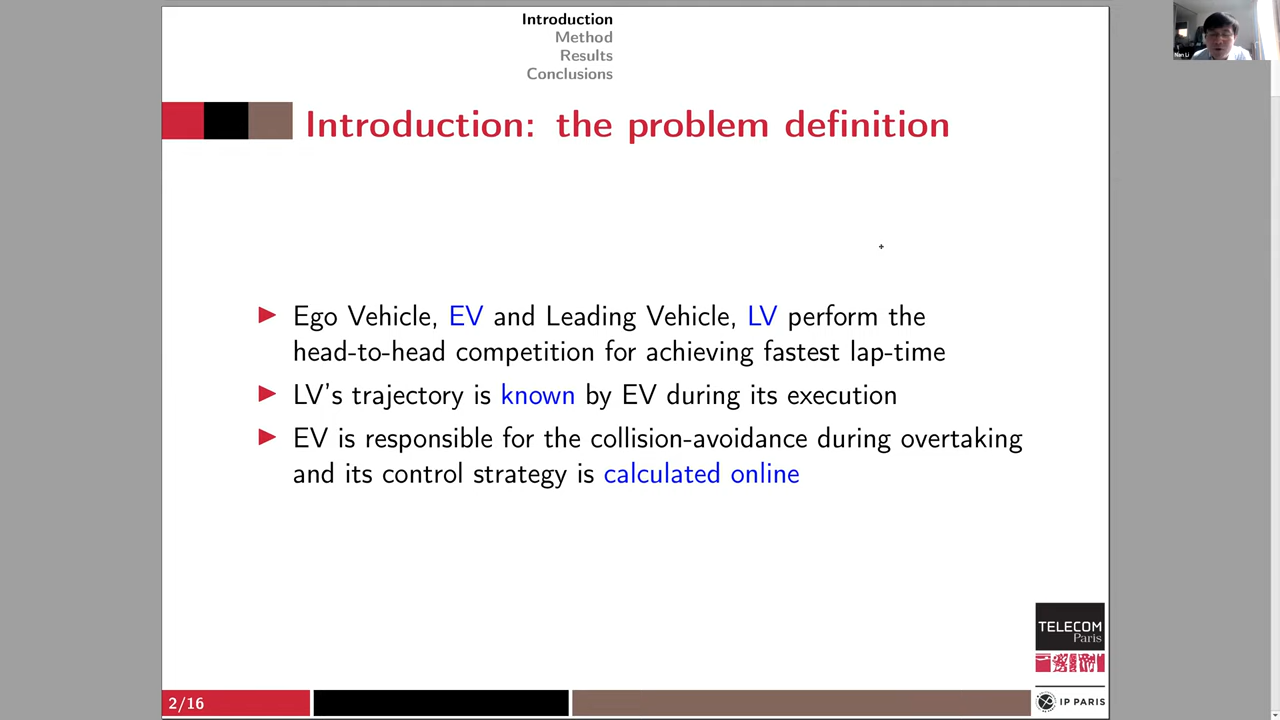 Introduction
Method
Results
Conclusions
Introduction: the problem definition
Ego Vehicle, EV and Leading Vehicle, LV perform the
head-to-head competition for achieving fastest lap-time
LV's trajectory is known by EV during its execution
EV is responsible for the collision-avoidance during overtaking
and its control strategy is calculated online
TELECOM
Paris
IP PARIS
2/16
Nan Li